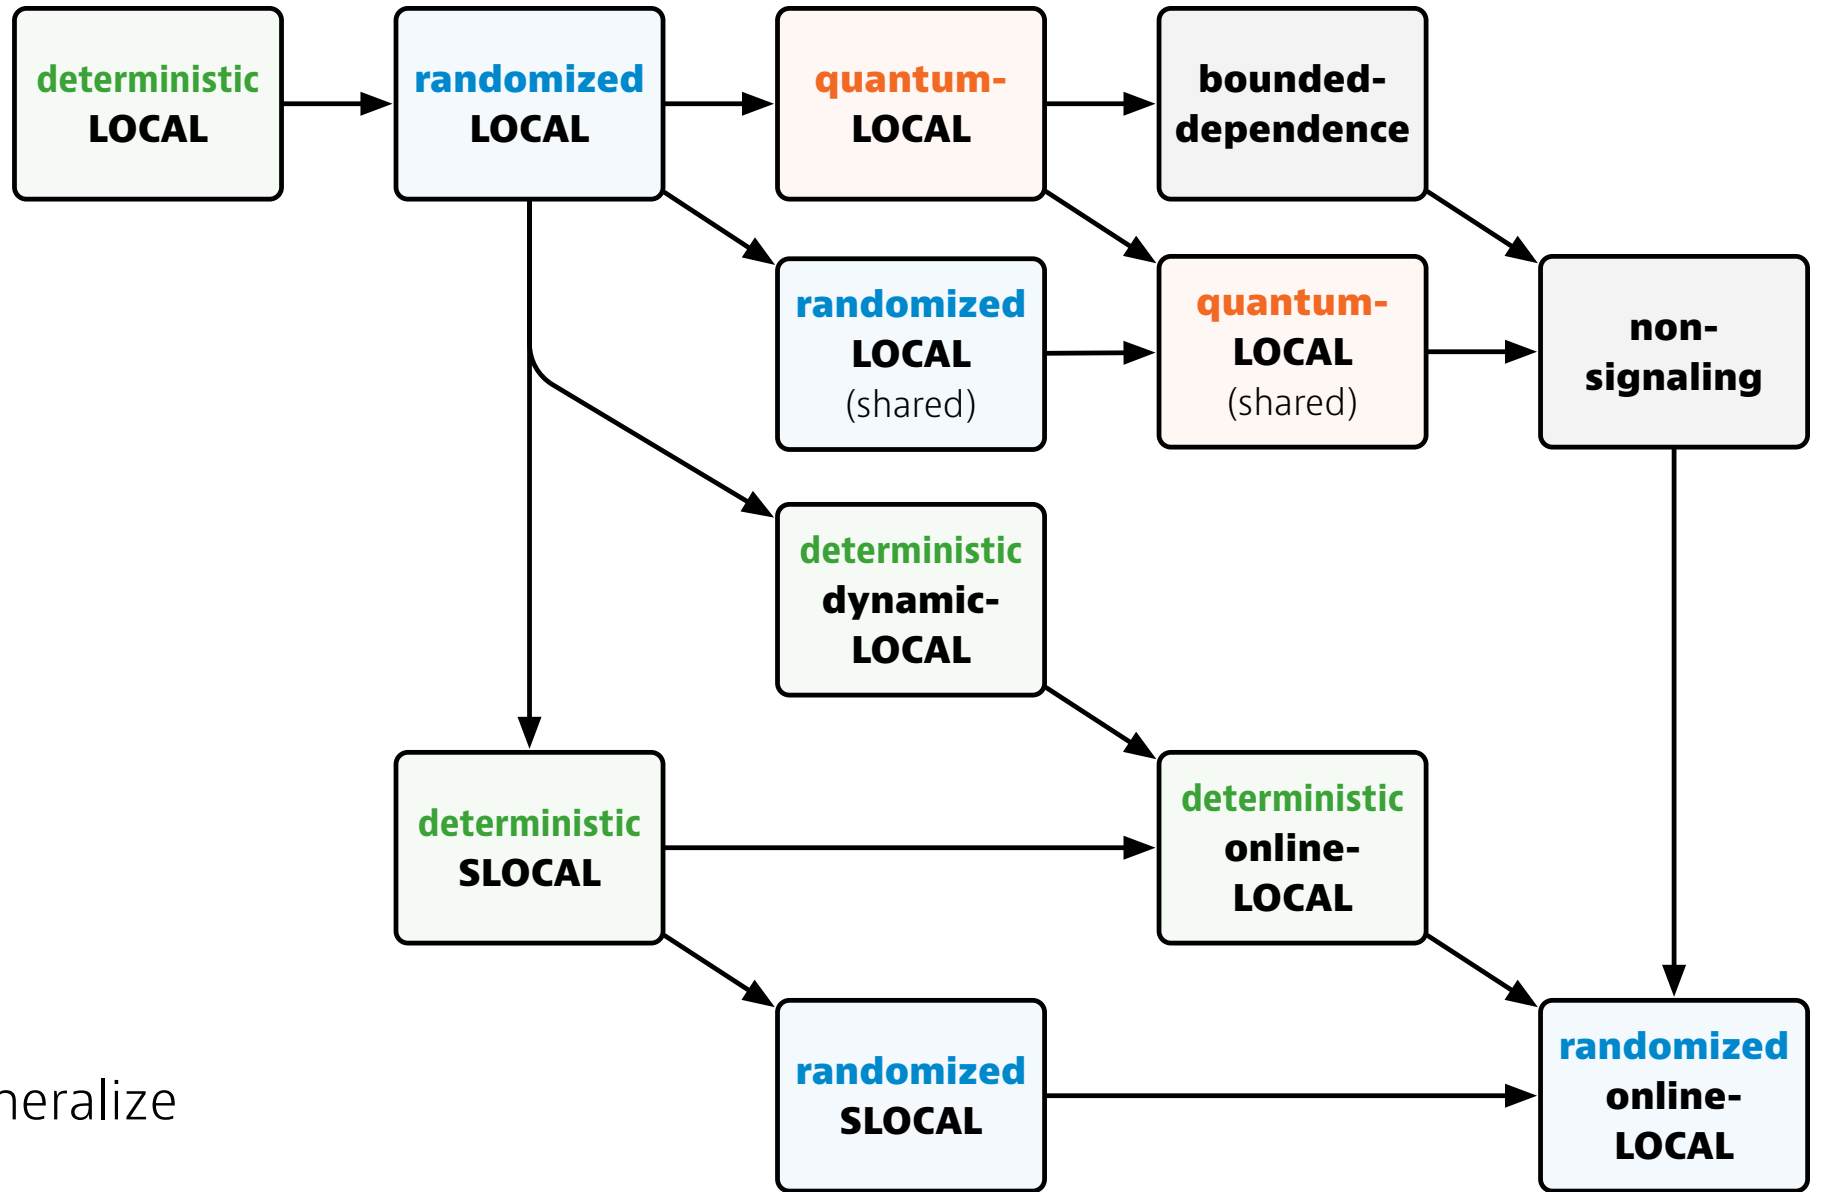 deterministic
LOCAL
randomized
LOCAL
quantum-
LOCAL
bounded-
dependence
randomized
LOCAL
(shared)
quantum-
LOCAL
(shared)
non-
signaling
deterministic
dynamic-
LOCAL
deterministic
SLOCAL
deterministic
online-
LOCAL
randomized
SLOCAL
randomized
online-
LOCAL
neralize